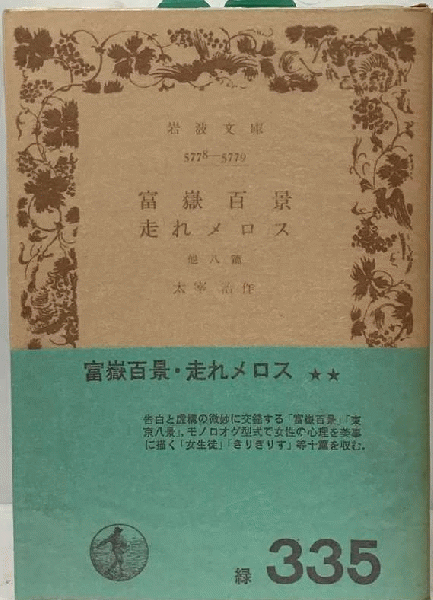 岩波文庫
5778—5779
富嶽百景
走れメロス
他八篇
太宰治作
富嶽百景・走れメロス ★★
告白と虚構の微妙に交錯する「富嶽百景」「東
京八景」、モノロオグ型式で女性の心理を美事
に描く「女生徒」「きりぎりす」等十篇を収む。
緑 335